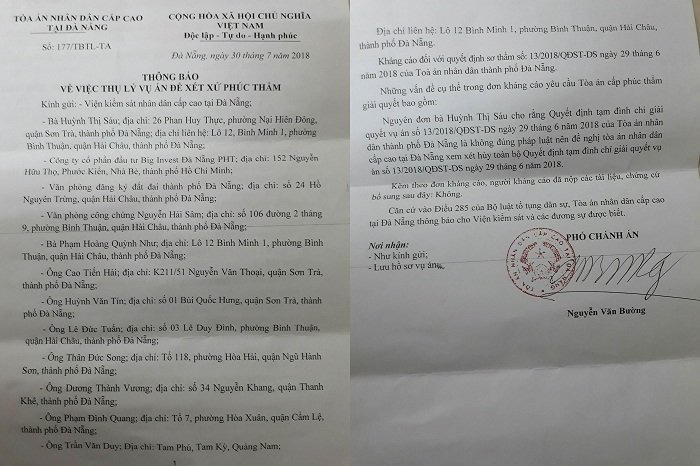 TÒA ÁN NHÂN DÂN CẤP CAO
TẠI ĐÀ NẴNG
Số: 177/TBTL-TA
CỘNG HÒA XÃ HỘI CHỦ NGHĨA
VIỆT NAM
Độc lập - Tự do - Hạnh phúc
Đà Nẵng, ngày 30 tháng 7 năm 2018
THÔNG BÁO
VỀ VIỆC THỤ LÝ VỤ ÁN ĐỂ XÉT XỬ PHÚC THẨM
Kính gửi: - Viện kiểm sát nhân dân cấp cao tại Đà Nẵng;
- Bà Huỳnh Thị Sáu; địa chỉ: 26 Phan Huy Thực, phường Nại Hiên Đông,
quận Sơn Trà, thành phố Đà Nẵng; địa chỉ liên hệ: Lô 12, Bình Minh 1, phường
Bình Thuận, quận Hải Châu, thành phố Đà Nẵng.
- Công ty cổ phần đầu tư Big Invest Đà Nẵng PHT; địa chỉ: 152 Nguyễn
Hữu Thọ, Phước Kiển, Nhà Bè, thành phố Hồ Chí Minh;
- Văn phòng đăng ký đất đai thành phố Đà Nẵng; địa chỉ: số 24 Hồ
Nguyên Trừng, quận Hải Châu, thành phố Đà Nẵng;
- Văn phòng công chứng Nguyễn Hải Sâm; địa chỉ: số 106 đường 2 tháng
9, phường Bình Thuận, quận Hải Châu, thành phố Đà Nẵng;
- Bà Phạm Hoàng Quỳnh Như; địa chỉ: Lô 12 Bình Minh 1, phường Bình
Thuận, quận Hải Châu, thành phố Đà Nẵng;
- Ông Cao Tiến Hải; địa chỉ: K211/51 Nguyễn Văn Thoại, quận Sơn Trà,
thành phố Đà Nẵng;
- Ông Huỳnh Văn Tín; địa chỉ: số 01 Bùi Quốc Hưng, quận Sơn Trà, thành
phố Đà Nẵng;
- Ông Lê Đức Tuấn; địa chỉ: số 03 Lê Duy Đình, phường Bình Thuận,
quận Hải Châu, thành phố Đà Nẵng;
- Ông Thân Đức Song; địa chỉ: Tổ 118, phường Hòa Hải, quận Ngũ Hành
Sơn, thành phố Đà Nẵng;
- Ông Dương Thành Vương; địa chỉ: số 34 Nguyễn Khang, quận Thanh
Khê, thành phố Đà Nẵng;
- Ông Phạm Đình Quang; địa chỉ: Tổ 7, phường Hòa Xuân, quận Cẩm Lệ,
thành phố Đà Nẵng;
- Ông Trần Văn Duy; Địa chỉ: Tam Phú, Tam Kỳ, Quảng Nam;
1
Địa chỉ liên hệ: Lô 12 Bình Minh 1, phường Bình Thuận, quận Hải Châu,
thành phố Đà Nẵng.
Kháng cáo đối với quyết định sơ thẩm số: 13/2018/QĐST-DS ngày 29 tháng 6
năm 2018 của Toà án nhân dân thành phố Đà Nẵng.
Những vấn đề cụ thể trong đơn kháng cáo yêu cầu Tòa án cấp phúc thẩm
giải quyết bao gồm:
Nguyên đơn bà Huỳnh Thị Sáu cho rằng Quyết định tạm đình chỉ giải
quyết vụ án số 13/2018/QĐST-DS ngày 29 tháng 6 năm 2018 của Tòa án nhân
dân thành phố Đà Nẵng là không đúng pháp luật nên đề nghị tòa án nhân dân
cấp cao tại Đà Nẵng xem xét hủy toàn bộ Quyết định tạm đình chỉ giải quyết vụ
án số 13/2018/QĐST-DS ngày 29 tháng 6 năm 2018.
Kèm theo đơn kháng cáo, người kháng cáo đã nộp các tài liệu, chứng cứ
bổ sung sau đây: Không.
Căn cứ vào Điều 285 của Bộ luật tố tụng dân sự, Tòa án nhân dân cấp cao
tại Đà Nẵng thông báo cho Viện kiểm sát và các đương sự được biết.
Nơi nhận:
- Như kính gửi;
- Lưu hồ sơ vụ án.
PHÓ CHÁNH ÁN
TÒA ÁN NHÂN DÂN CẤP CAO TẠI ĐÀ NẴNG
Nguyễn Văn Bường